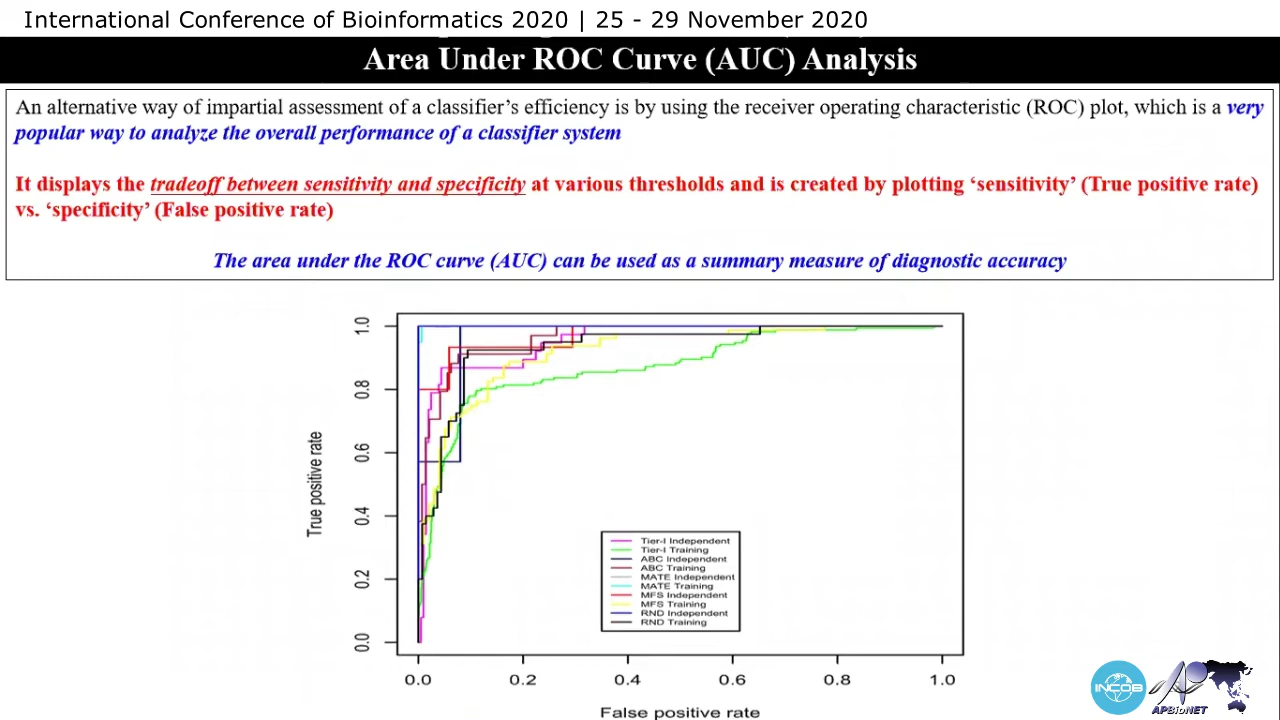 International Conference of Bioinformatics 2020 | 25 - 29 November 2020
Area Under ROC Curve (AUC) Analysis
An alternative way of impartial assessment of a classifier's efficiency is by using the receiver operating characteristic (ROC) plot, which is a very
popular way to analyze the overall performance of a classifier system
It displays the tradeoff between sensitivity and specificity at various thresholds and is created by plotting ‘sensitivity’ (True positive rate)
vs. ‘specificity’ (False positive rate)
The area under the ROC curve (AUC) can be used as a summary measure of diagnostic accuracy
True positive rate
1.0
0.8
0.6
0.4
0.2
0.0
Tier-I Independent
Tier-I Training
ABC Independent
ABC Training
MATE Independent
MATE Training
MFS Independent
MFS Training
RND Independent
RND Training
0.0 0.2 0.4 0.6 0.8 1.0
False positive rate
INCOB
APBioNET